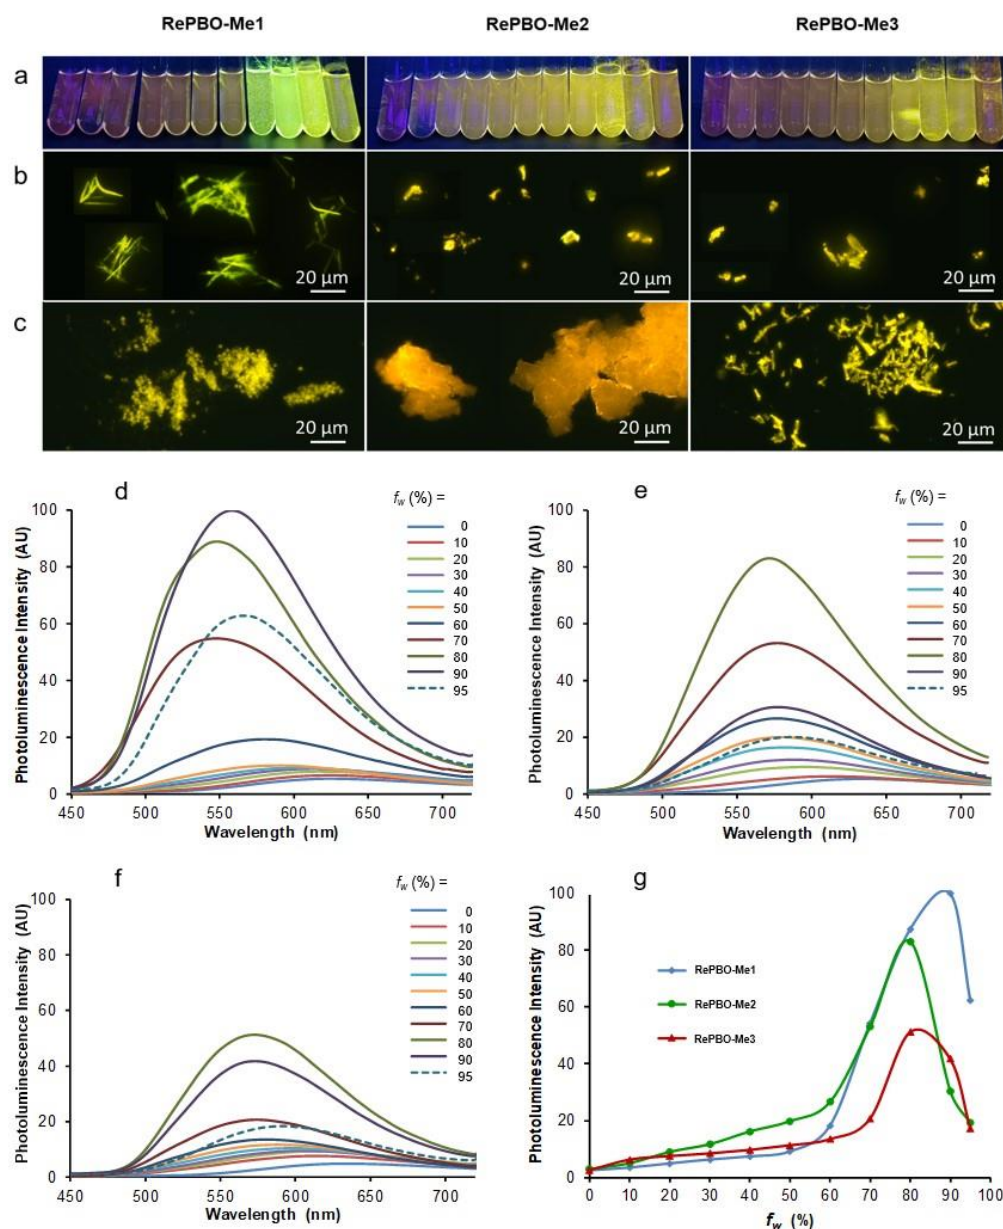 RePBO-Me1 RePBO-Me2 RePBO-Me3
a
b
20 µm 20 µm 20 µm
c
20 µm 20 µm 20 µm
d
f_w (%) =
0
10
20
30
40
50
60
70
80
90
95
Photoluminescence Intensity (AU)
100
80
60
40
20
0
450 500 550 600 650 700
Wavelength (nm)
e
f_w (%) =
0
10
20
30
40
50
60
70
80
90
95
Photoluminescence Intensity (AU)
100
80
60
40
20
0
450 500 550 600 650 700
Wavelength (nm)
f
f_w (%) =
0
10
20
30
40
50
60
70
80
90
95
Photoluminescence Intensity (AU)
100
80
60
40
20
0
450 500 550 600 650 700
Wavelength (nm)
g
RePBO-Me1
RePBO-Me2
RePBO-Me3
Photoluminescence Intensity (AU)
100
80
60
40
20
0
0 10 20 30 40 50 60 70 80 90 100
f_w (%)